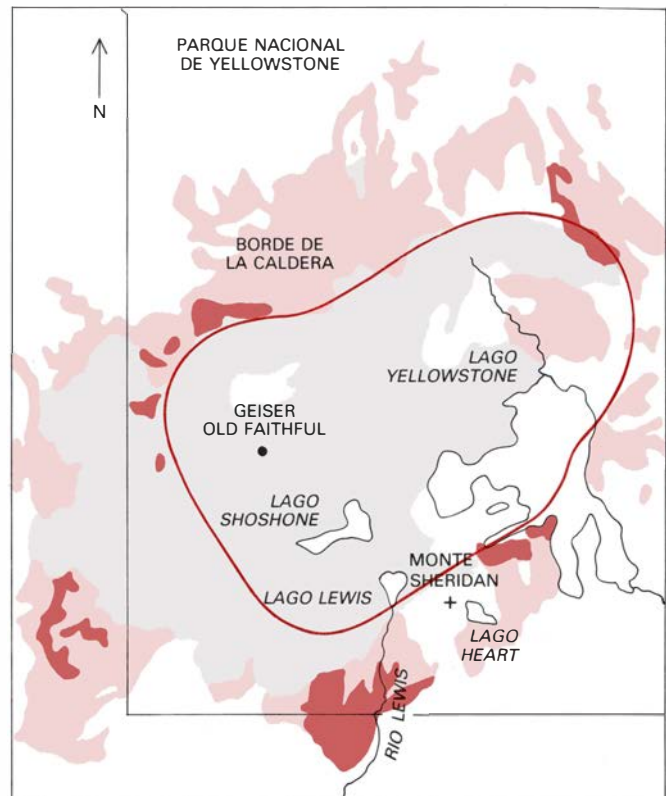 PARQUE NACIONAL
DE YELLOWSTONE
N
BORDE DE
LA CALDERA
LAGO
YELLOWSTONE
GEISER
OLD FAITHFUL
LAGO
SHOSHONE
MONTE
SHERIDAN
LAGO LEWIS
LAGO
HEART
RIO LEWIS